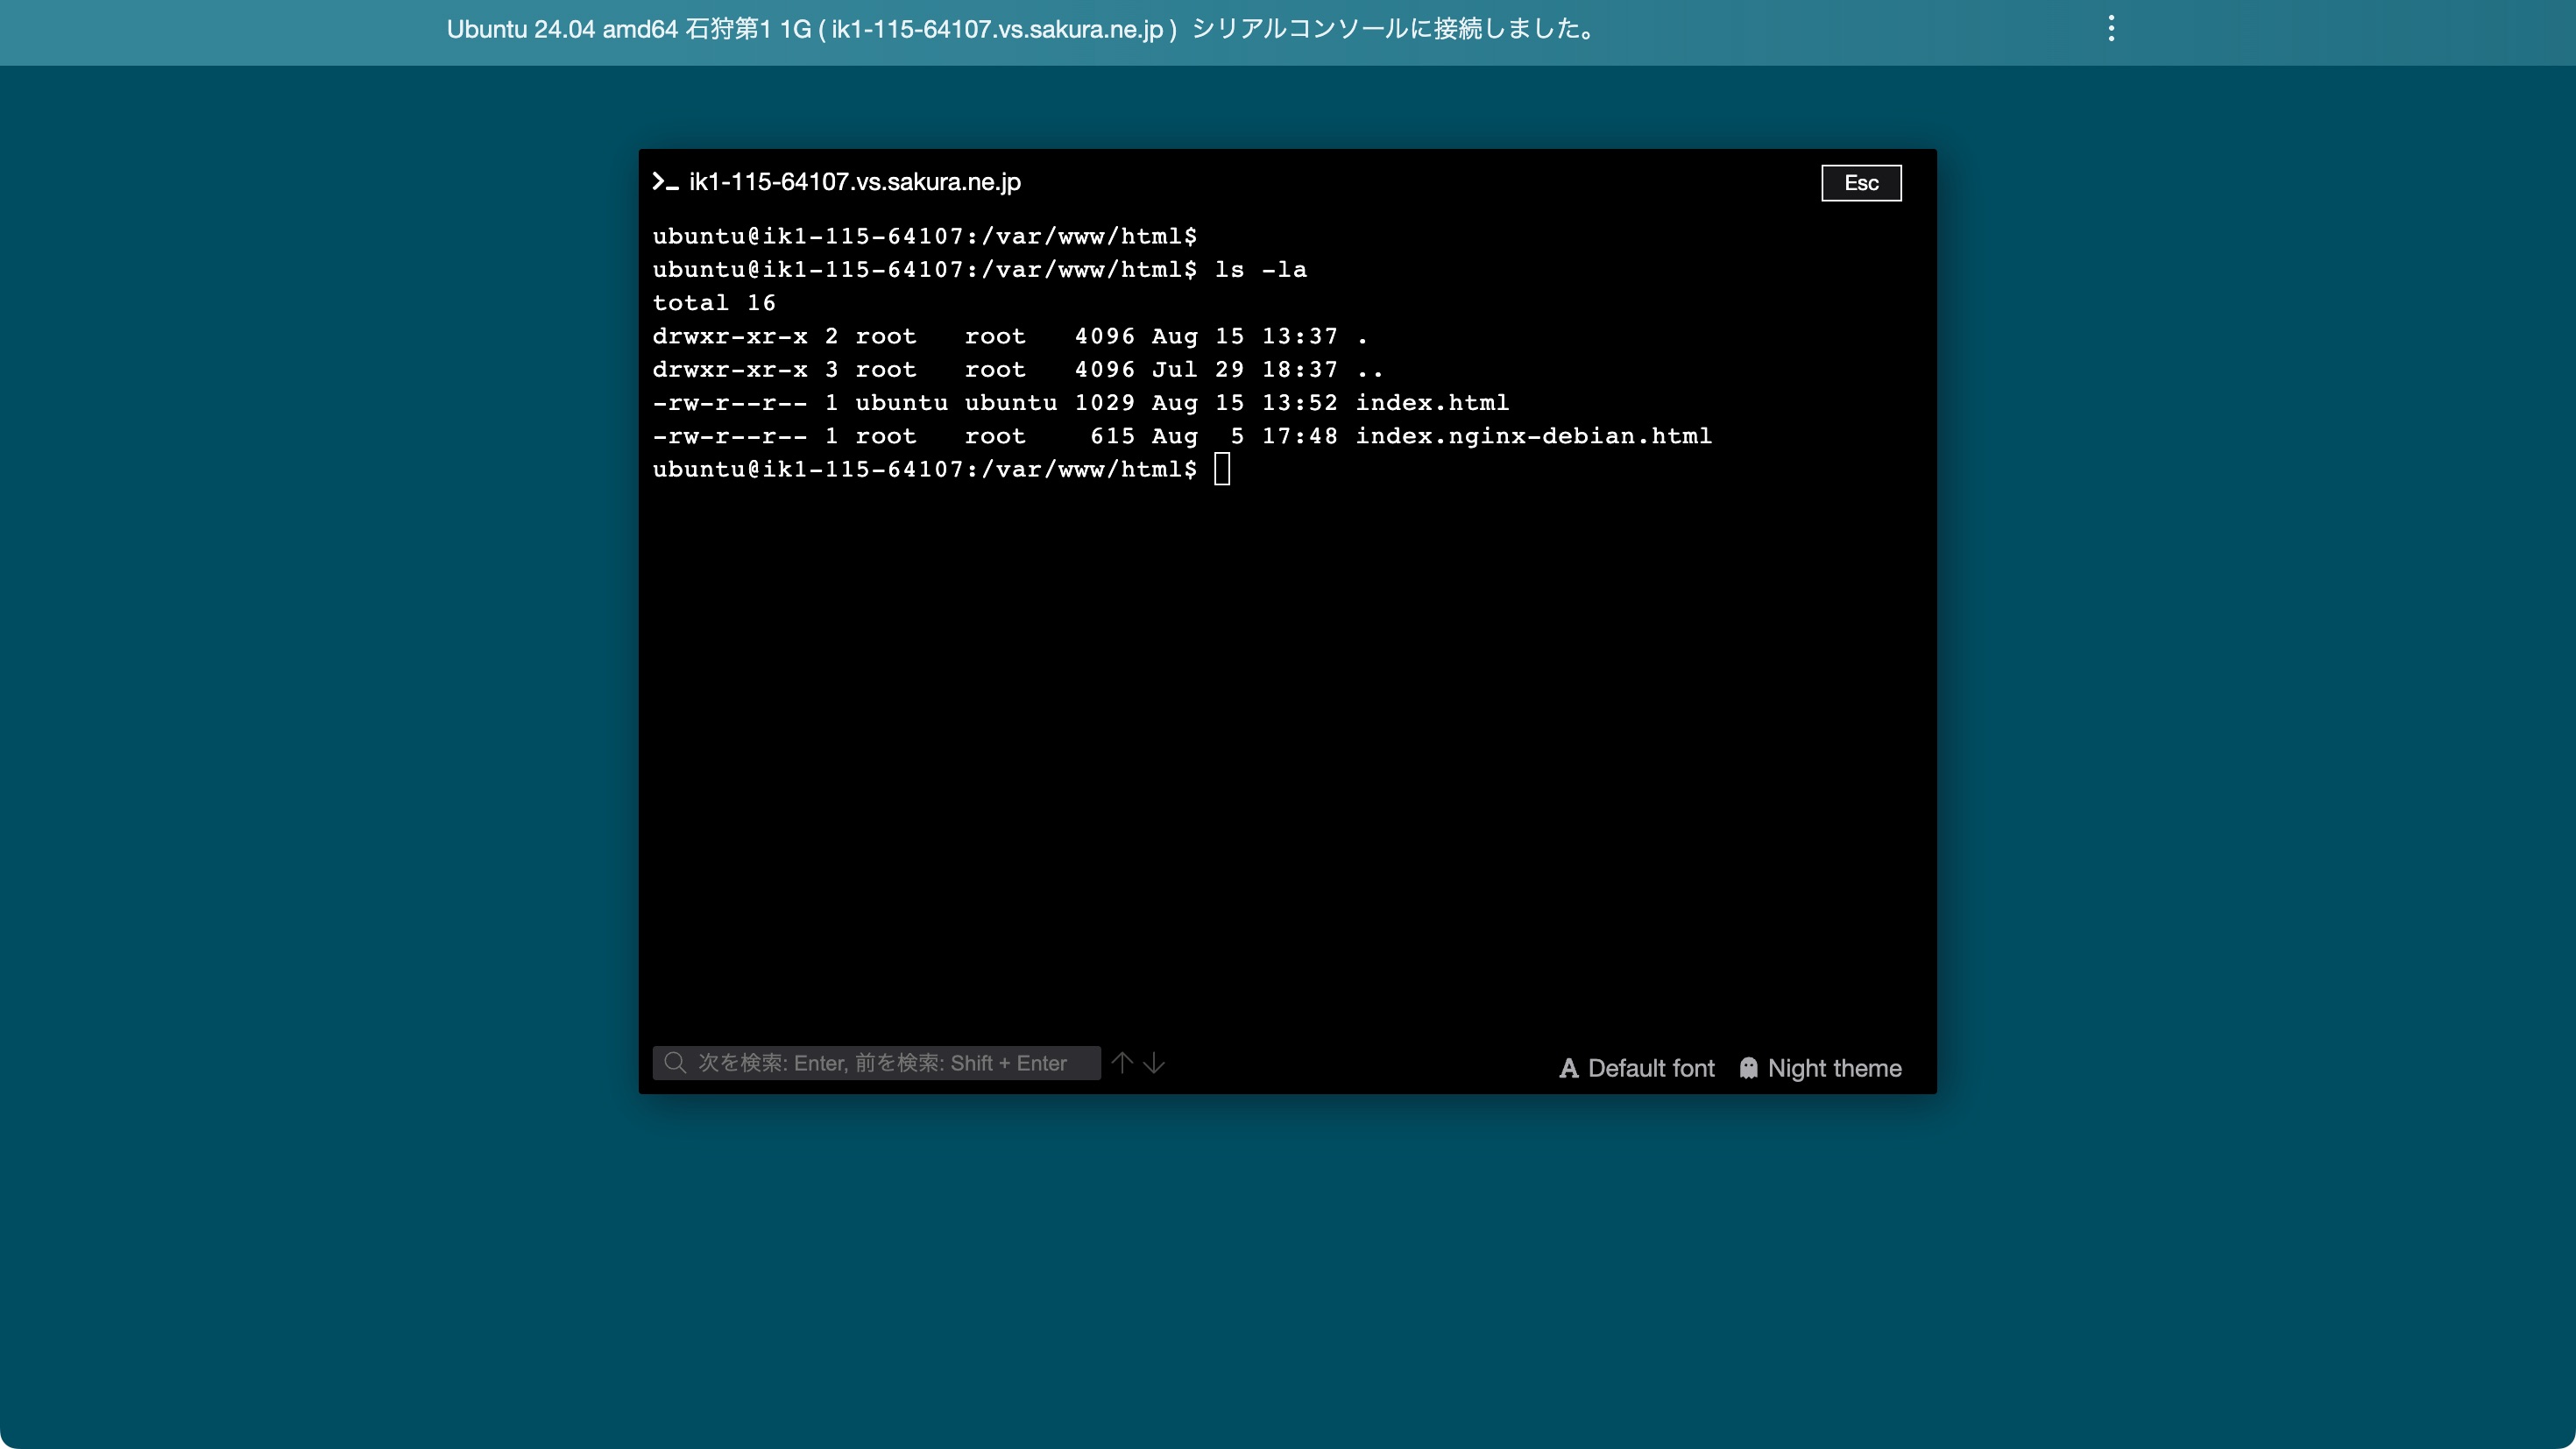 Ubuntu 24.04 amd64 石狩第1 1G ( ik1-115-64107.vs.sakura.ne.jp ) シリアルコンソールに接続しました。
ik1-115-64107.vs.sakura.ne.jp
Esc
ubuntu@ik1-115-64107:/var/www/html$
ubuntu@ik1-115-64107:/var/www/html$ ls -la
total 16
drwxr-xr-x 2 root   root   4096 Aug 15 13:37 .
drwxr-xr-x 3 root   root   4096 Jul 29 18:37 ..
-rw-r--r-- 1 ubuntu ubuntu 1029 Aug 15 13:52 index.html
-rw-r--r-- 1 root   root    615 Aug  5 17:48 index.nginx-debian.html
ubuntu@ik1-115-64107:/var/www/html$
次を検索: Enter, 前を検索: Shift + Enter
Default font
Night theme